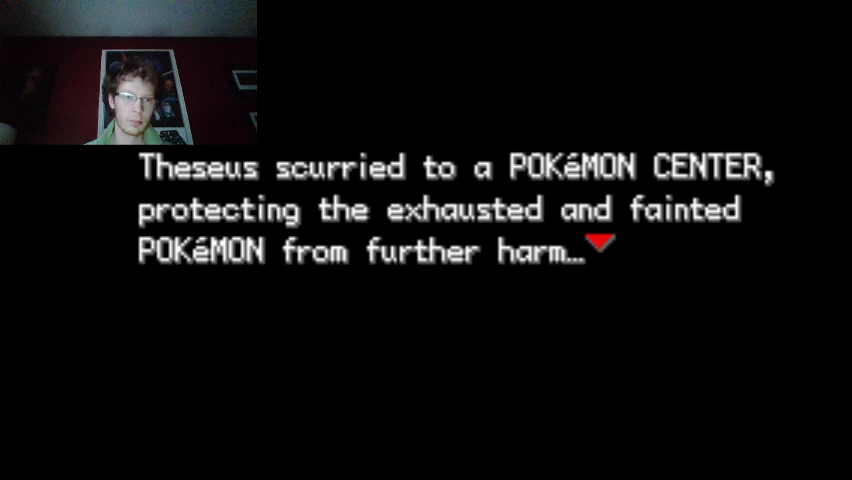 Theseus scurried to a POKéMON CENTER,
protecting the exhausted and fainted
POKéMON from further harm…